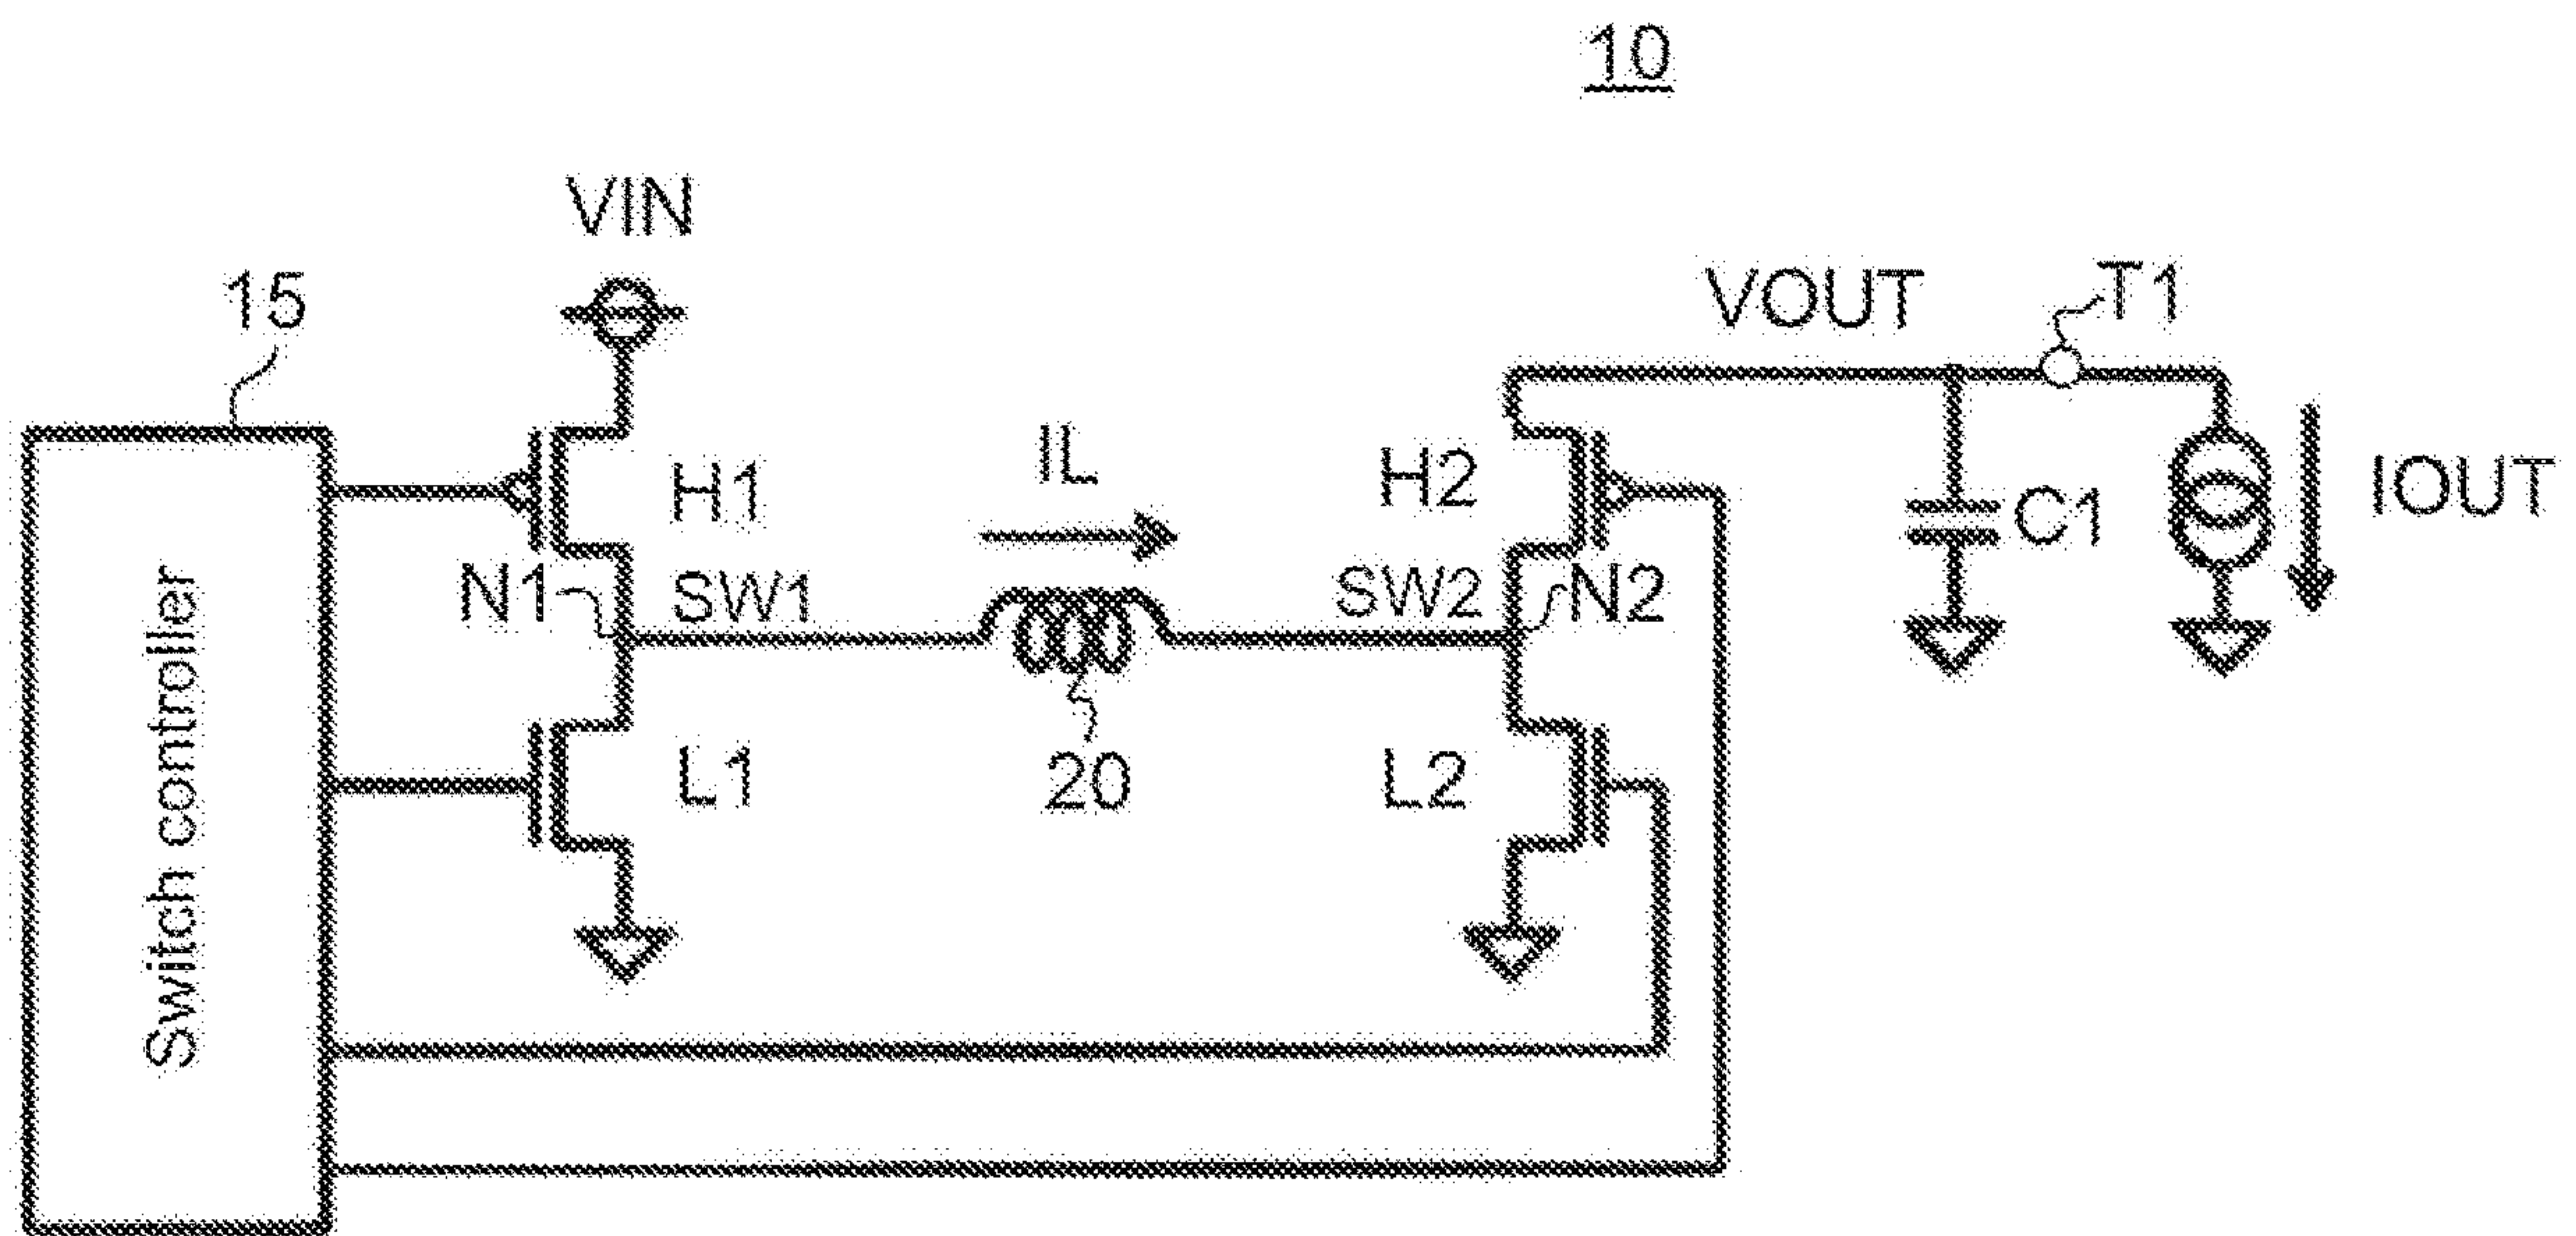 10
VIN
15
VOUT
T1
H1
IL
H2
IOUT
C1
N1
SW1
SW2
N2
Switch controller
L1
20
L2